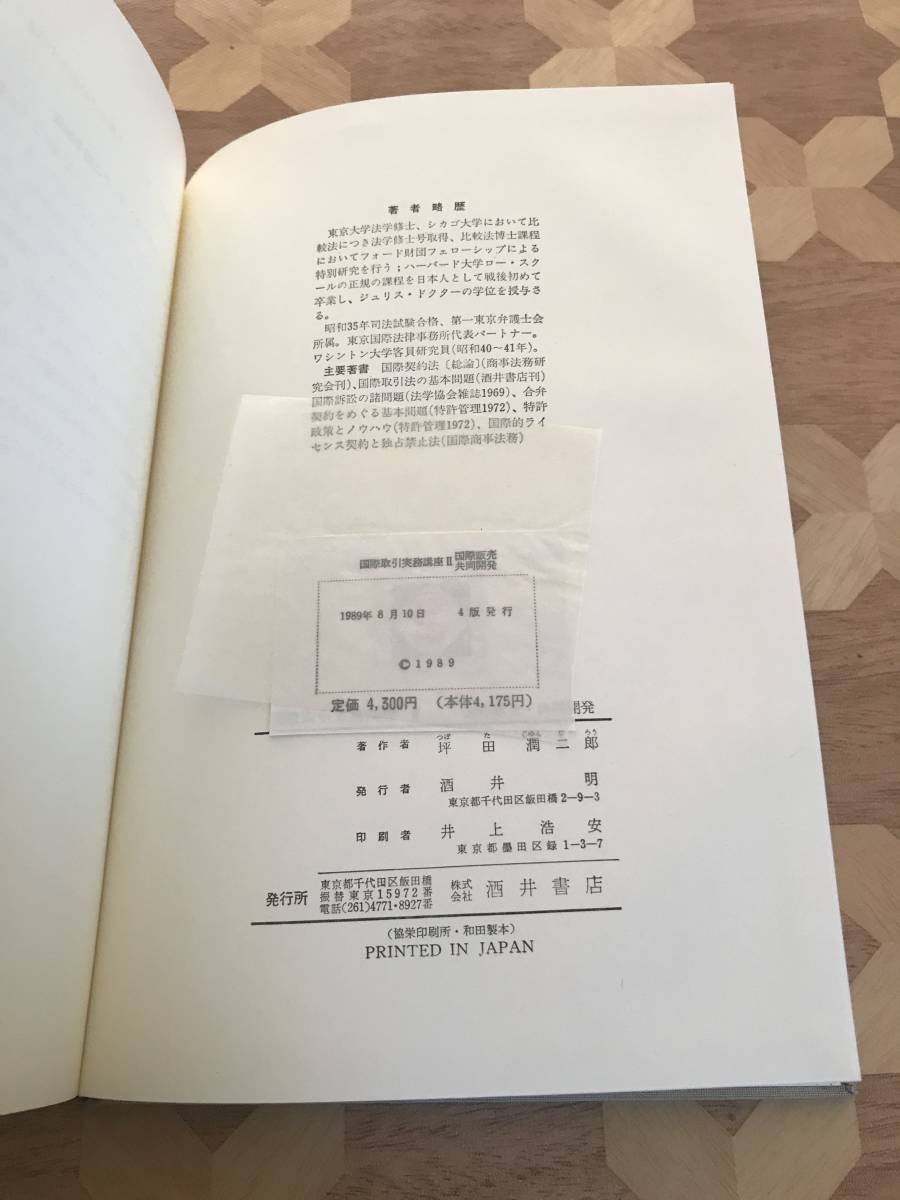 著者略歴
東京大学法学修士、シカゴ大学において比
較法につき法学修士号取得、比較法博士課程
においてフォード財団フェローシップによる
特別研究を行う；ハーバード大学ロー・スク
ールの正規の課程を日本人として戦後初めて
卒業し、ジュリス・ドクターの学位を授与さ
る。
昭和35年司法試験合格、第一東京弁護士会
所属。東京国際法律事務所代表パートナー。
ワシントン大学客員研究員(昭和40〜41年)。
主要著書 国際契約法〔総論〕(商事法務研
究会刊)、国際取引法の基本問題(酒井書店刊)
国際訴訟の諸問題(法学協会雑誌1969)、合弁
契約をめぐる基本問題(特許管理1972)、特許
政策とノウハウ(特許管理1972)、国際的ライ
センス契約と独占禁止法(国際商事法務)
国際取引実務講座II 国際販売
共同開発
1989年8月10日 4版発行
©1989
定価 4,300円 (本体4,175円)
開発
著作者 坪田潤二郎
発行者 酒井明
東京都千代田区飯田橋2−9−3
印刷者 井上浩安
東京都墨田区緑1−3−7
発行所 東京都千代田区飯田橋
振替東京15972番
電話(261)4771・8927番
株式会社 酒井書店
(協栄印刷所・和田製本)
PRINTED IN JAPAN